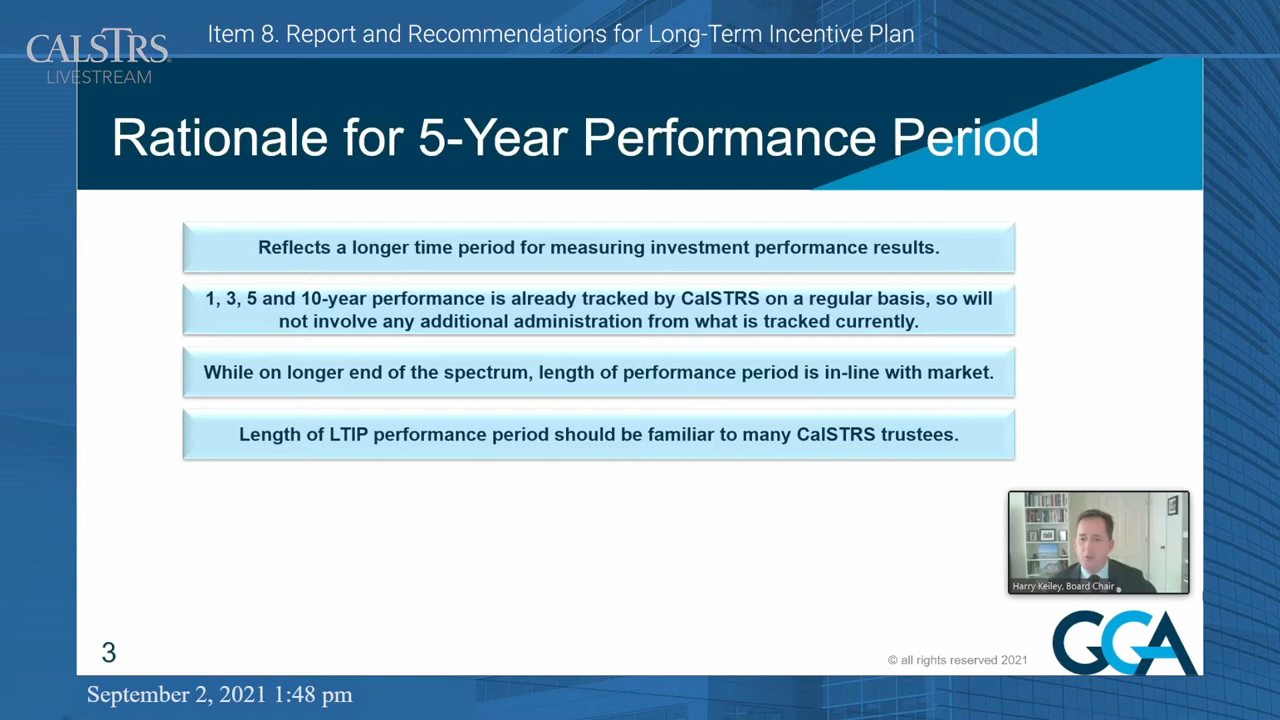 Item 8. Report and Recommendations for Long-Term Incentive Plan
CALSTRS
LIVESTREAM
Rationale for 5-Year Performance Period
Reflects a longer time period for measuring investment performance results.
1, 3, 5 and 10-year performance is already tracked by CalSTRS on a regular basis, so will
not involve any additional administration from what is tracked currently.
While on longer end of the spectrum, length of performance period is in-line with market.
Length of LTIP performance period should be familiar to many CalSTRS trustees.
Harry Keiley, Board Chair
3
© all rights reserved 2021
GGA
September 2, 2021 1:48 pm